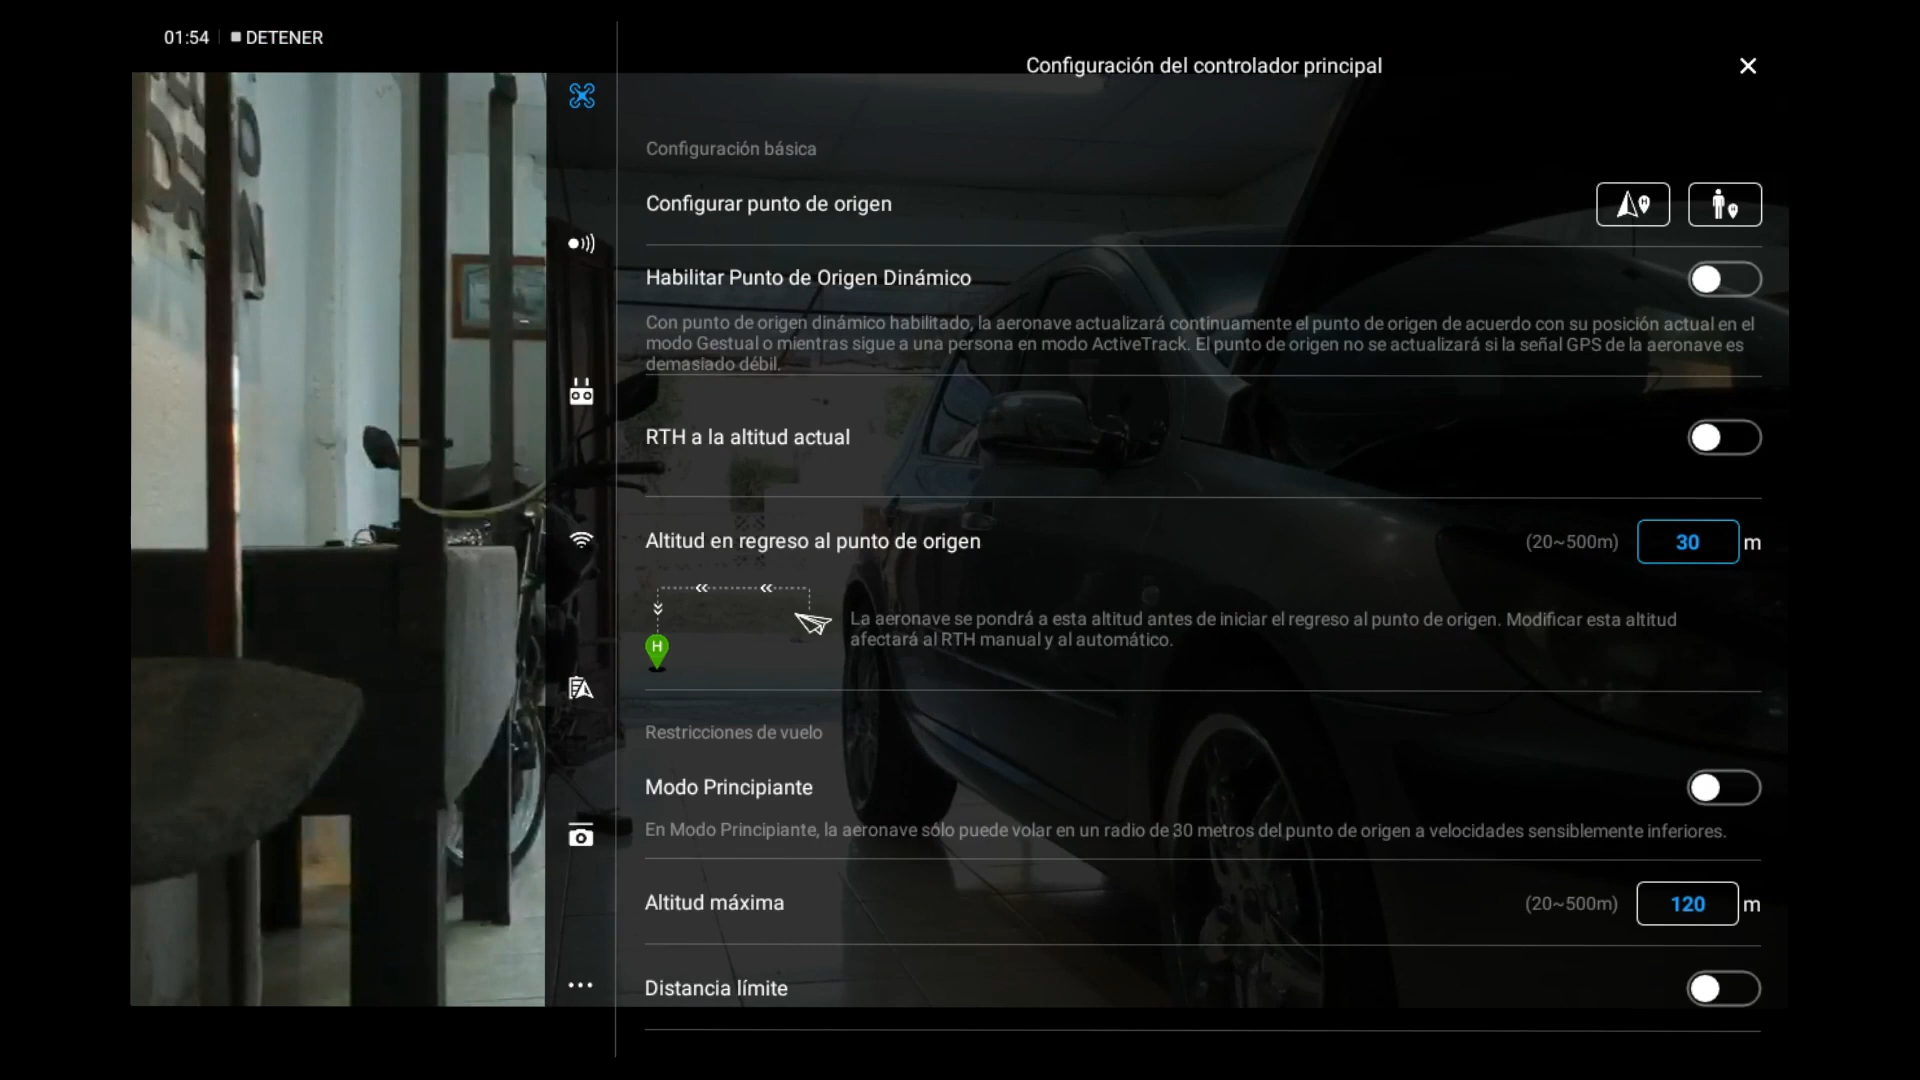 01:54 DETENER
Configuración del controlador principal
Configuración básica
Configurar punto de origen
Habilitar Punto de Origen Dinámico
Con punto de origen dinámico habilitado, la aeronave actualizará continuamente el punto de origen de acuerdo con su posición actual en el
modo Gestual o mientras sigue a una persona en modo ActiveTrack. El punto de origen no se actualizará si la señal GPS de la aeronave es
demasiado débil.
RTH a la altitud actual
Altitud en regreso al punto de origen (20~500m) 30 m
La aeronave se pondrá a esta altitud antes de iniciar el regreso al punto de origen. Modificar esta altitud
afectará al RTH manual y al automático.
H
Restricciones de vuelo
Modo Principiante
En Modo Principiante, la aeronave sólo puede volar en un radio de 30 metros del punto de origen a velocidades sensiblemente inferiores.
Altitud máxima (20~500m) 120 m
Distancia límite